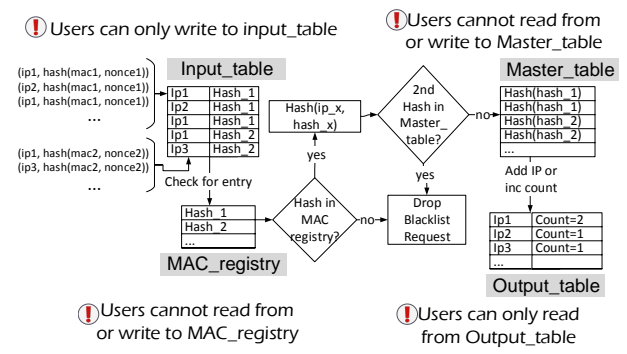 Users can only write to input_table
Users cannot read from
or write to Master_table
(ip1, hash(mac1, nonce1))
(ip2, hash(mac1, nonce1))
(ip1, hash(mac1, nonce1))
...
(ip1, hash(mac2, nonce2))
(ip3, hash(mac2, nonce2))
...
Input_table
Ip1 Hash_1
Ip2 Hash_1
Ip1 Hash_1
Ip1 Hash_2
Ip3 Hash_2
Check for entry
Hash_1
Hash_2
...
MAC_registry
Hash in
MAC
registry?
yes
no
Hash(ip_x,
hash_x)
2nd
Hash in
Master_
table?
yes
no
Drop
Blacklist
Request
Master_table
Hash(hash_1)
Hash(hash_1)
Hash(hash_2)
Hash(hash_2)
...
Add IP or
inc count
Ip1 Count=2
Ip2 Count=1
Ip3 Count=1
...
Output_table
Users cannot read from
or write to MAC_registry
Users can only read
from Output_table